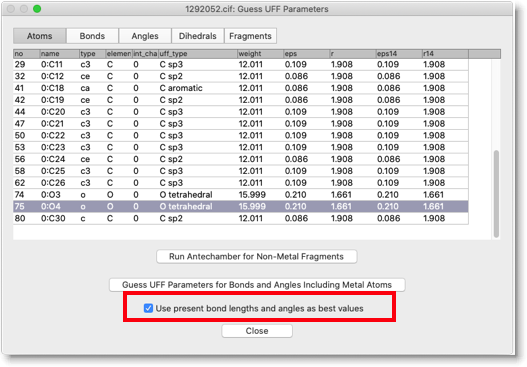 1292052.cif: Guess UFF Parameters
Atoms Bonds Angles Dihedrals Fragments
no name type elemen int_cha uff_type weight eps r eps14 r14
29 0:C11 c3 C 0 C sp3 12.011 0.109 1.908 0.109 1.908
32 0:C12 ce C 0 C sp2 12.011 0.086 1.908 0.086 1.908
41 0:C18 ca C 0 C aromatic 12.011 0.086 1.908 0.086 1.908
42 0:C19 ce C 0 C sp2 12.011 0.086 1.908 0.086 1.908
44 0:C20 c3 C 0 C sp3 12.011 0.109 1.908 0.109 1.908
47 0:C21 c3 C 0 C sp3 12.011 0.109 1.908 0.109 1.908
50 0:C22 c3 C 0 C sp3 12.011 0.109 1.908 0.109 1.908
53 0:C23 c3 C 0 C sp3 12.011 0.109 1.908 0.109 1.908
56 0:C24 ce C 0 C sp2 12.011 0.086 1.908 0.086 1.908
58 0:C25 c3 C 0 C sp3 12.011 0.109 1.908 0.109 1.908
62 0:C26 c3 C 0 C sp3 12.011 0.109 1.908 0.109 1.908
74 0:O3 o O 0 O tetrahedral 15.999 0.210 1.661 0.210 1.661
75 0:O4 o O 0 O tetrahedral 15.999 0.210 1.661 0.210 1.661
80 0:C30 c C 0 C sp2 12.011 0.086 1.908 0.086 1.908
Run Antechamber for Non-Metal Fragments
Guess UFF Parameters for Bonds and Angles Including Metal Atoms
Use present bond lengths and angles as best values
Close